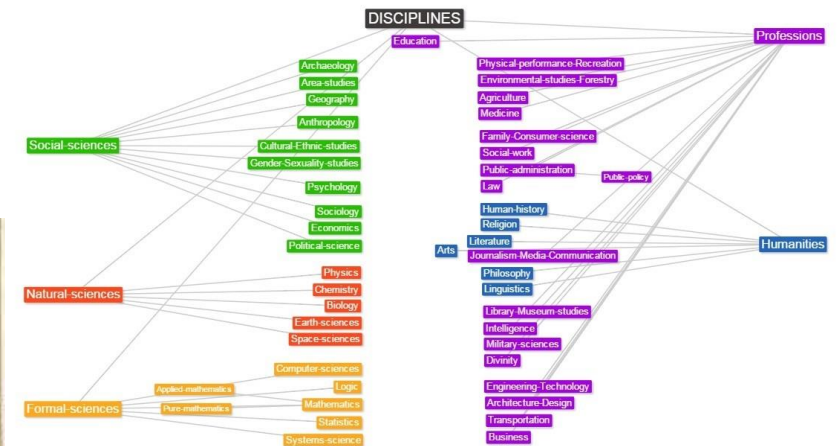 DISCIPLINES
Education
Professions
Physical-performance-Recreation
Environmental-studies-Forestry
Agriculture
Medicine
Family-Consumer-science
Social-work
Public-administration
Public-policy
Law
Archaeology
Area-studies
Geography
Anthropology
Social-sciences
Cultural-Ethnic-studies
Gender-Sexuality-studies
Psychology
Sociology
Economics
Political-science
Human-history
Religion
Literature
Arts
Humanities
Journalism-Media-Communication
Philosophy
Linguistics
Physics
Natural-sciences
Chemistry
Biology
Earth-sciences
Space-sciences
Library-Museum-studies
Intelligence
Military-sciences
Divinity
Computer-sciences
Applied-mathematics
Logic
Formal-sciences
Pure-mathematics
Mathematics
Statistics
Systems-science
Engineering-Technology
Architecture-Design
Transportation
Business